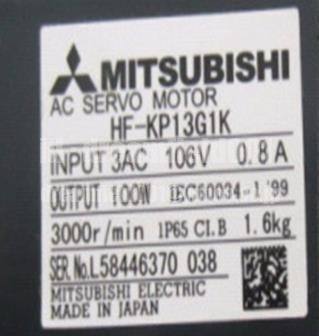 MITSUBISHI
AC SERVO MOTOR
HF-KP13G1K
INPUT 3AC 106V 0.8A
OUTPUT 100W IEC60034-1 '99
3000r/min IP65 CI.B 1.6kg
SER.No.L58446370 038
MITSUBISHI ELECTRIC
MADE IN JAPAN